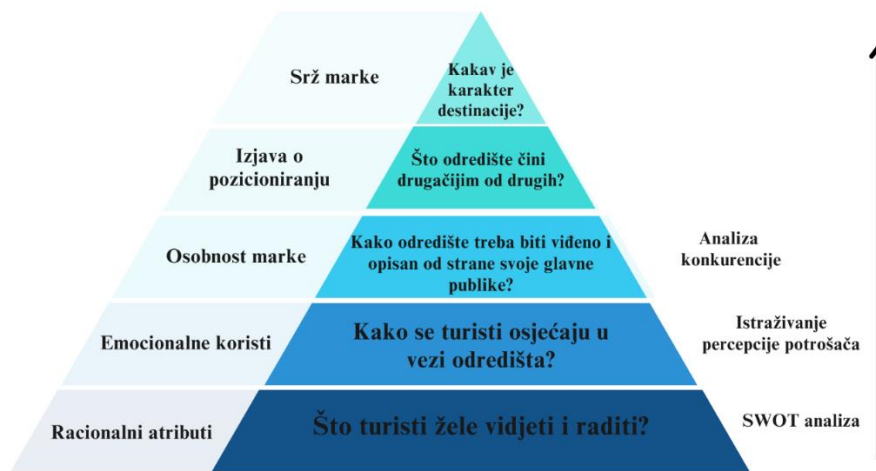 Srž marke
Kakav je
karakter
destinacije?
Izjava o
pozicioniranju
Što odredište čini
drugačijim od drugih?
Osobnost marke
Kako odredište treba biti viđeno i
opisan od strane svoje glavne
publike?
Analiza
konkurencije
Emocionalne koristi
Kako se turisti osjećaju u
vezi odredišta?
Istraživanje
percepcije potrošača
Racionalni atributi
Što turisti žele vidjeti i raditi?
SWOT analiza